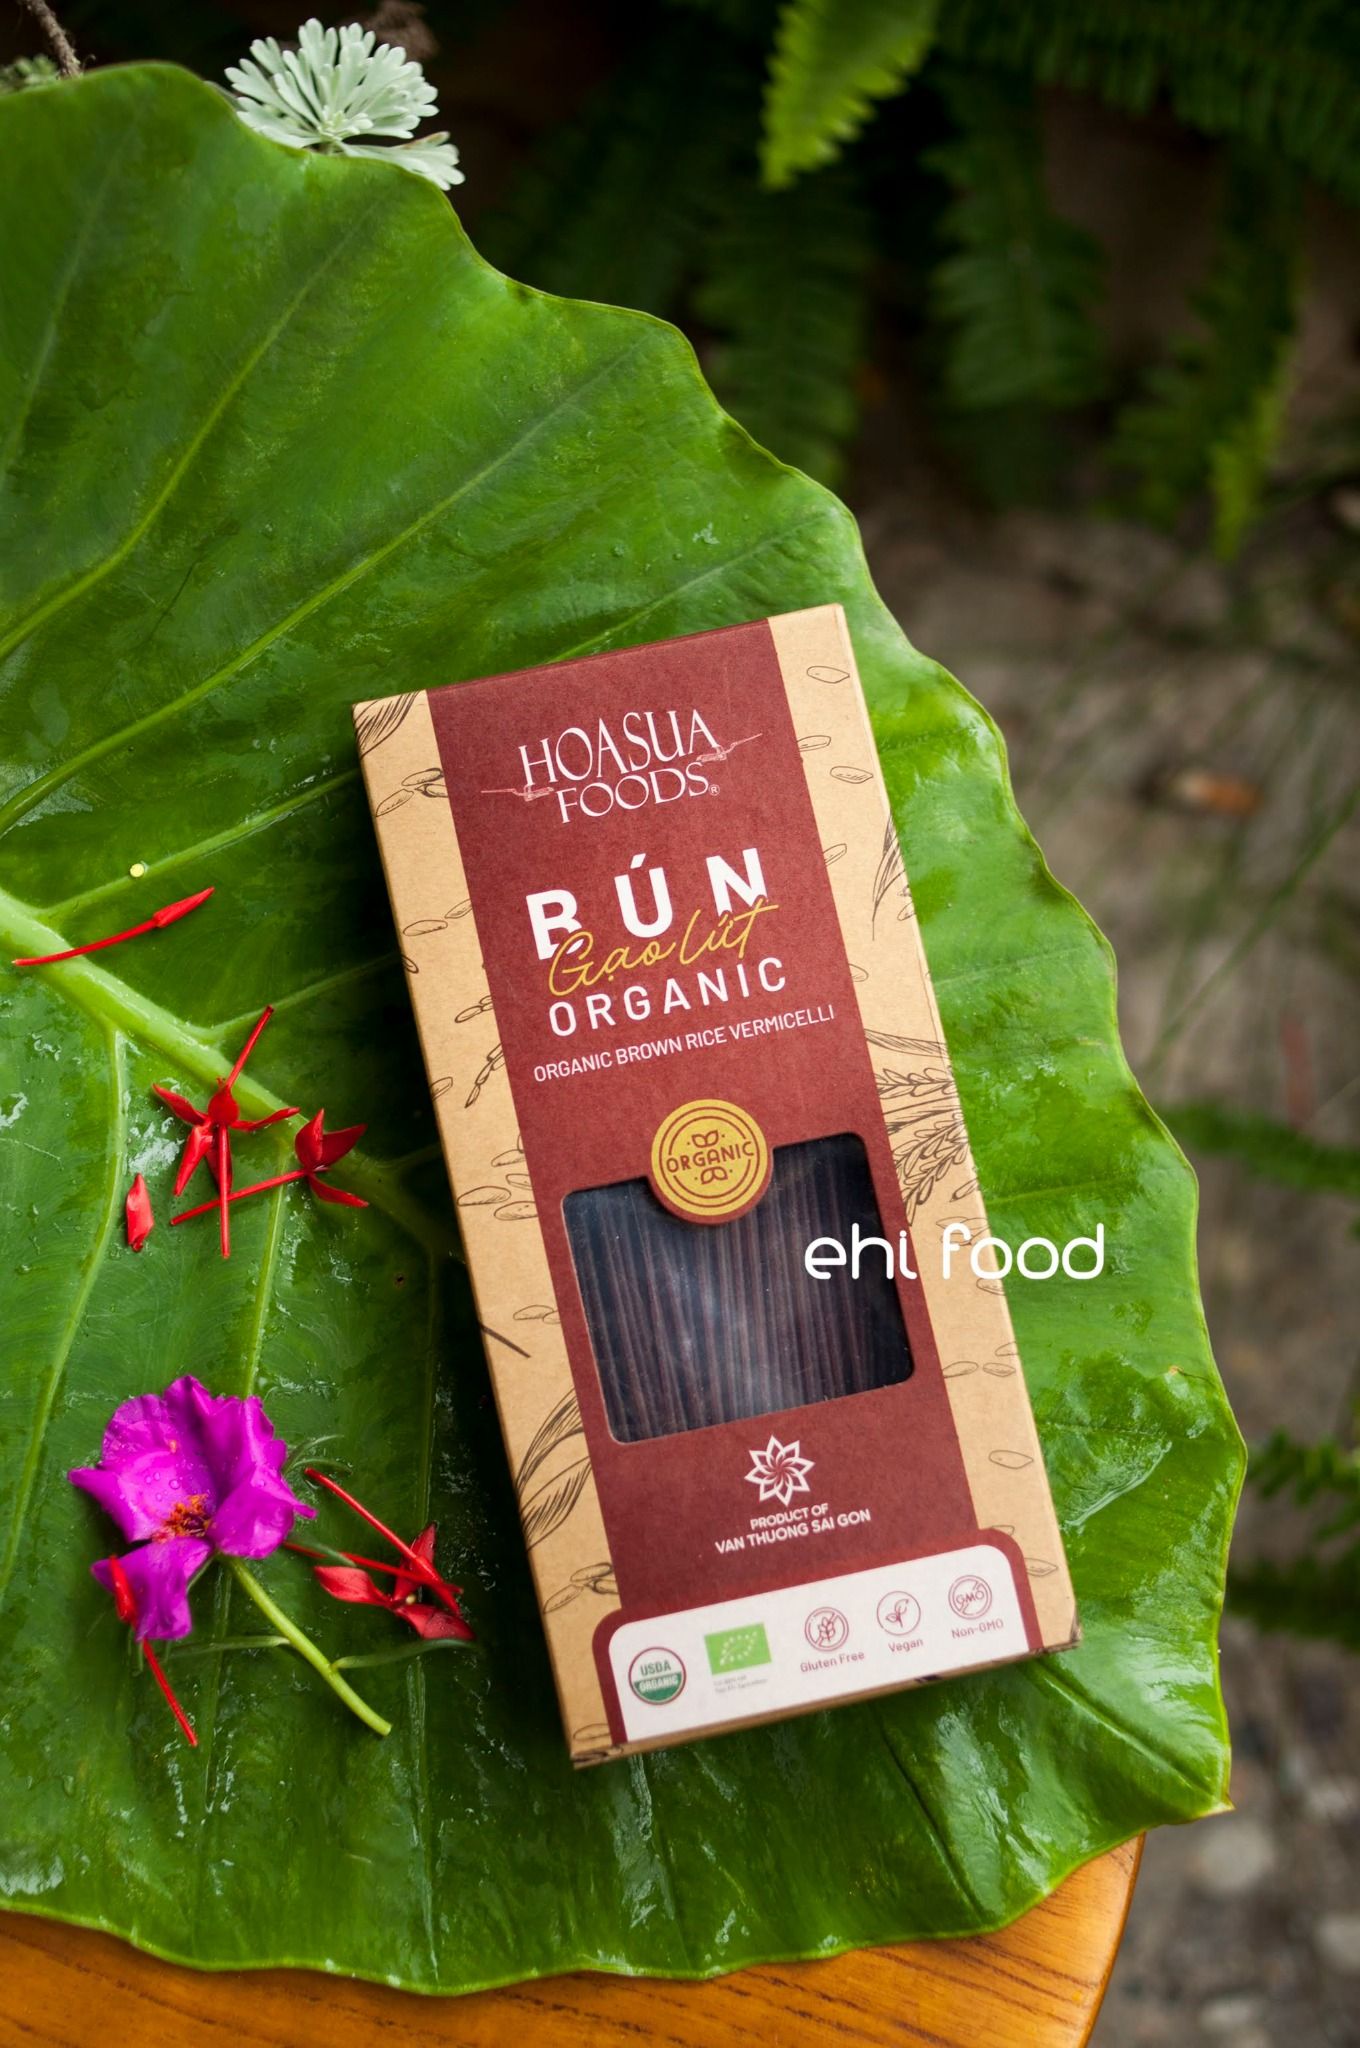 HOASUA
FOODS®
BÚN
Gạo lứt
ORGANIC
ORGANIC BROWN RICE VERMICELLI
ORGANIC
ehi food
PRODUCT OF
VAN THUONG SAI GON
USDA
ORGANIC
Gluten Free
Vegan
GMO
Non-GMO